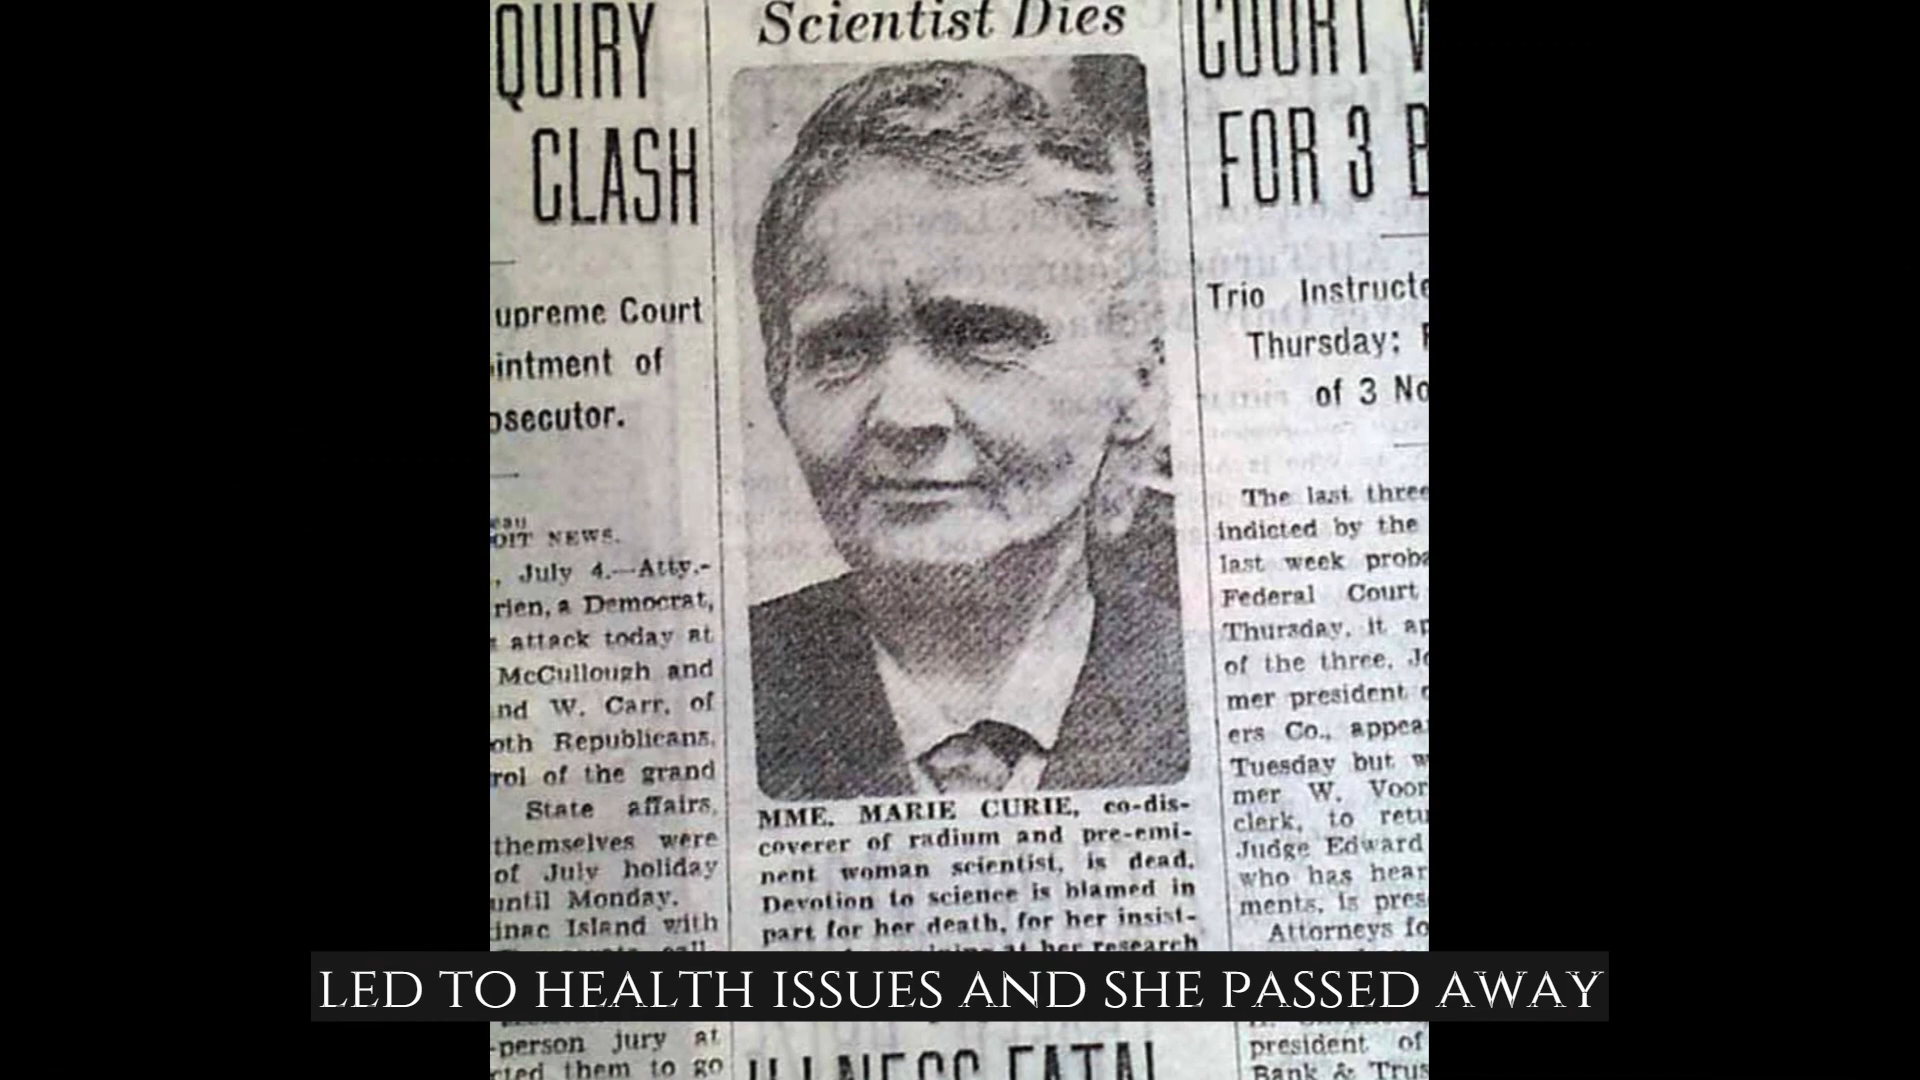 QUIRY
CLASH
upreme Court
intment of
osecutor.
eau
OIT NEWS.
, July 4.—Atty.-
rien, a Democrat,
attack today at
McCullough and
nd W. Carr, of
oth Republicans,
rol of the grand
State affairs,
themselves were
of July holiday
until Monday.
inac Island with
-person jury at
cted them to go
Scientist Dies
MME. MARIE CURIE, co-dis-
coverer of radium and pre-emi-
nent woman scientist, is dead.
Devotion to science is blamed in
part for her death, for her insist-
at her research
ILLNESS FATAL
COURT W
FOR 3 B
Trio Instructe
Thursday; F
of 3 No
The last three
indicted by the
last week proba
Federal Court
Thursday, it ap
of the three, Jo
mer president o
ers Co., appea
Tuesday but w
mer W. Voor
clerk, to retu
Judge Edward
who has hear
ments, is pres
Attorneys fo
president of
Bank & Trus
LED TO HEALTH ISSUES AND SHE PASSED AWAY